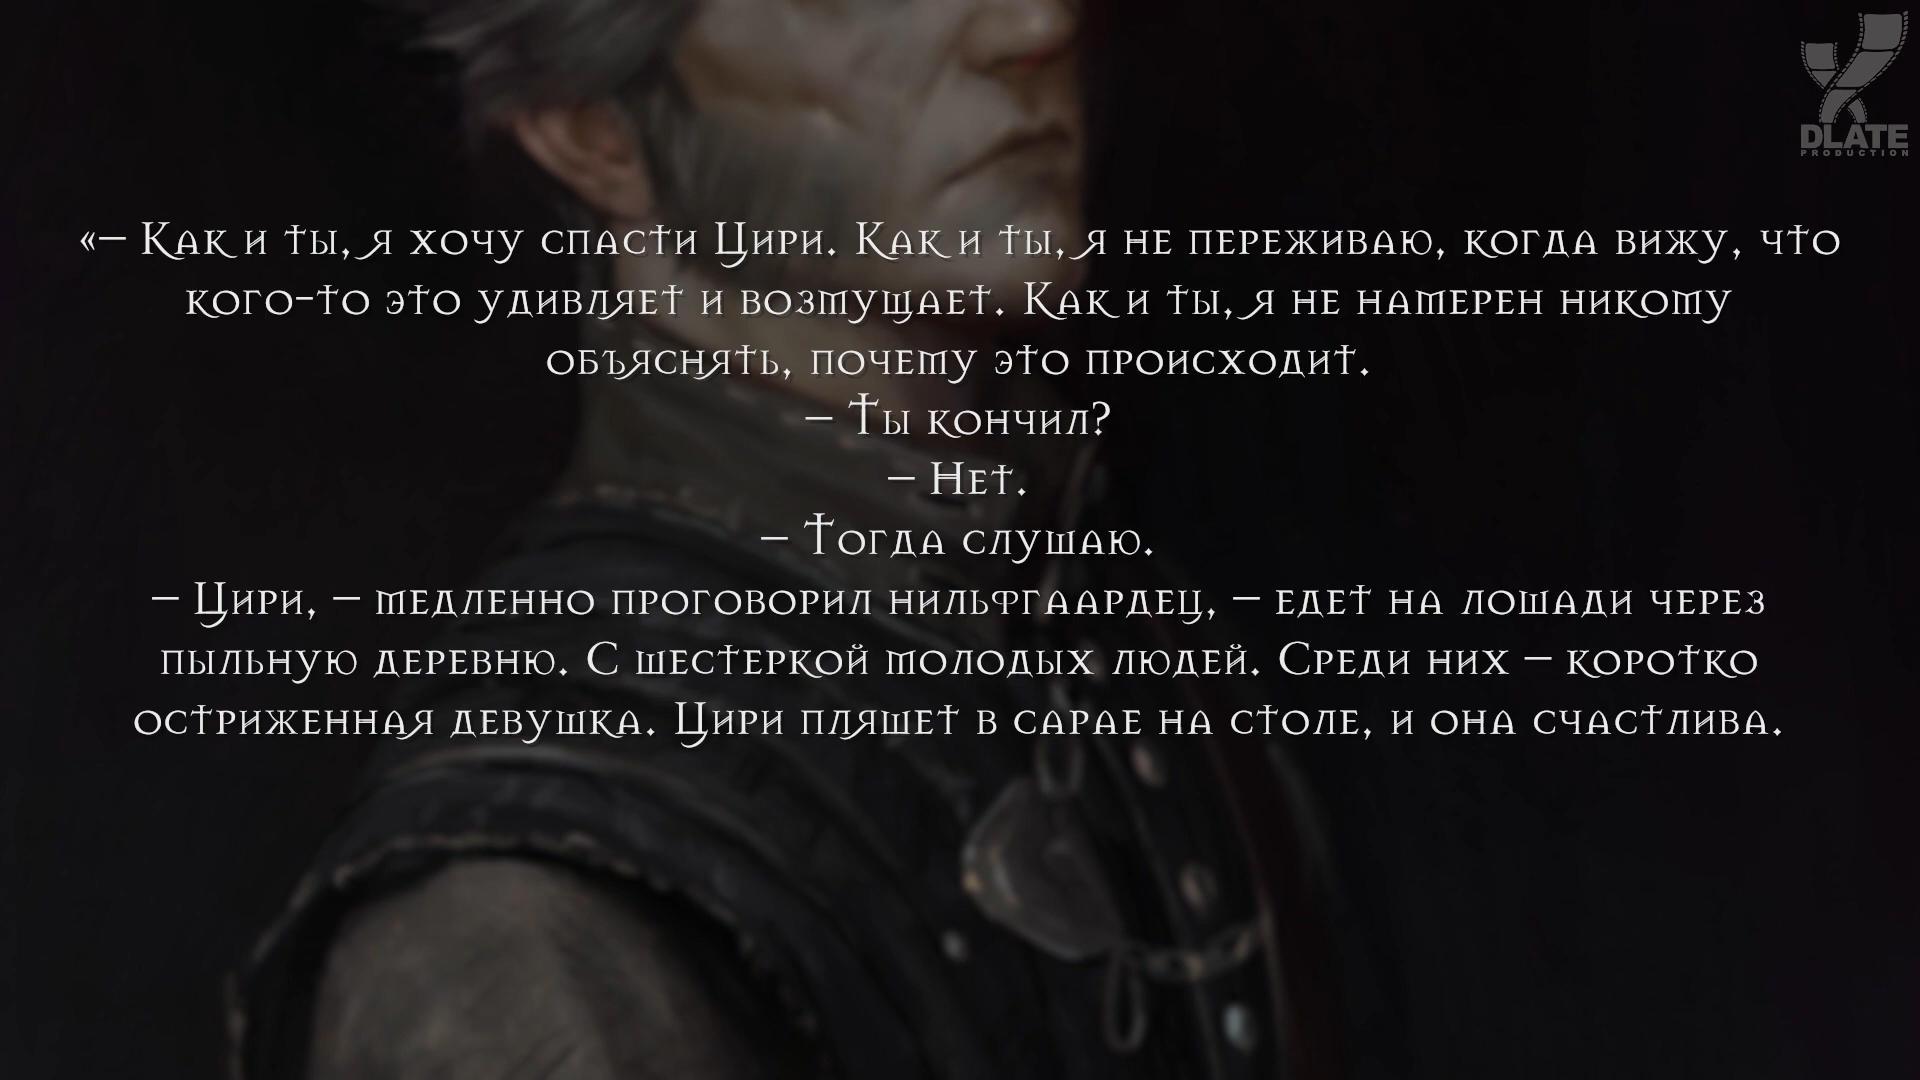 DLATE
PRODUCTION
«– Как и ты, я хочу спасти Цири. Как и ты, я не переживаю, когда вижу, что
кого-то это удивляет и возмущает. Как и ты, я не намерен никому
объяснять, почему это происходит.
– Ты кончил?
– Нет.
– Тогда слушаю.
– Цири, – медленно проговорил нильфгаардец, – едет на лошади через
пыльную деревню. С шестеркой молодых людей. Среди них – коротко
остриженная девушка. Цири пляшет в сарае на столе, и она счастлива.